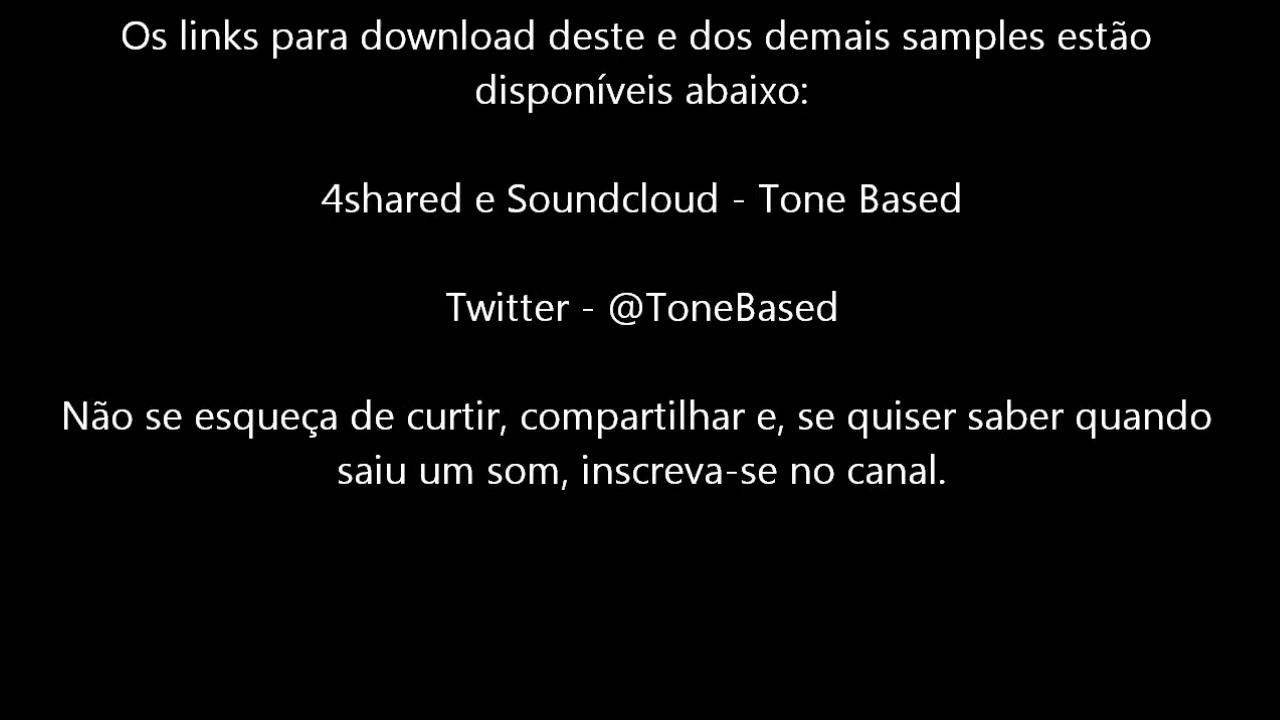 Os links para download deste e dos demais samples estão
disponíveis abaixo:
4shared e Soundcloud - Tone Based
Twitter - @ToneBased
Não se esqueça de curtir, compartilhar e, se quiser saber quando
saiu um som, inscreva-se no canal.